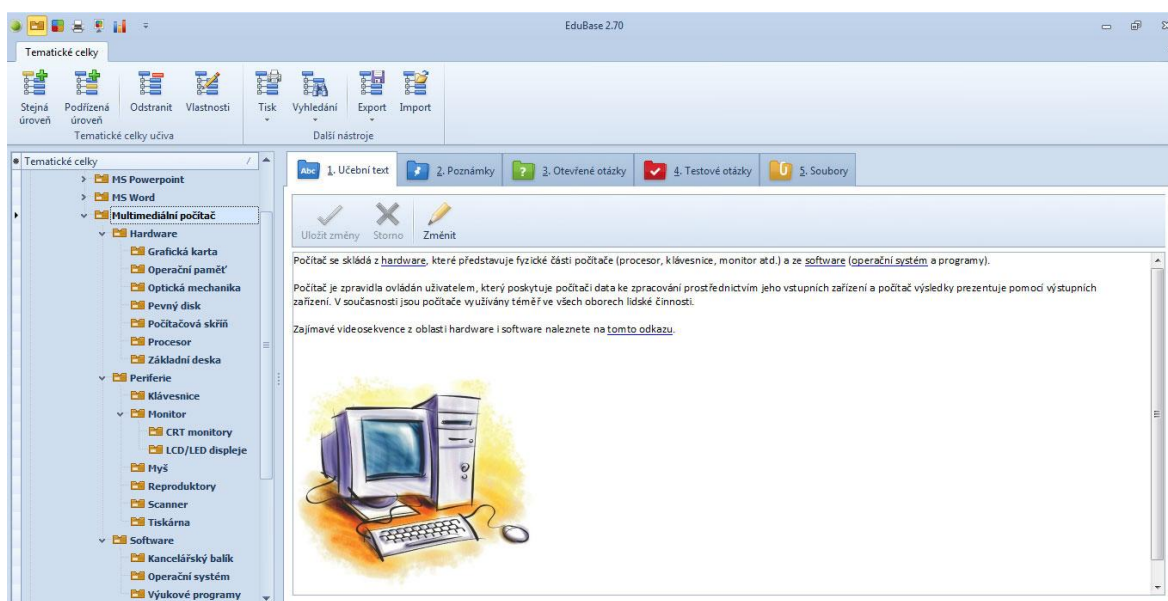 EduBase 2.70
Tematické celky
Stejná úroveň
Podřízená úroveň
Odstranit
Vlastnosti
Tisk
Vyhledání
Export
Import
Tematické celky učiva
Další nástroje
Tematické celky
MS Powerpoint
MS Word
Multimediální počítač
Hardware
Grafická karta
Operační paměť
Optická mechanika
Pevný disk
Počítačová skříň
Procesor
Základní deska
Periferie
Klávesnice
Monitor
CRT monitory
LCD/LED displeje
Myš
Reproduktory
Scanner
Tiskárna
Software
Kancelářský balík
Operační systém
Výukové programy
Abc 1. Učební text
2. Poznámky
? 3. Otevřené otázky
4. Testové otázky
5. Soubory
Uložit změny
Storno
Změnit
Počítač se skládá z hardware, které představuje fyzické části počítače (procesor, klávesnice, monitor atd.) a ze software (operační systém a programy).
Počítač je zpravidla ovládán uživatelem, který poskytuje počítači data ke zpracování prostřednictvím jeho vstupních zařízení a počítač výsledky prezentuje pomocí výstupních
zařízení. V současnosti jsou počítače využívány téměř ve všech oborech lidské činnosti.
Zajímavé videosekvence z oblasti hardware i software naleznete na tomto odkazu.